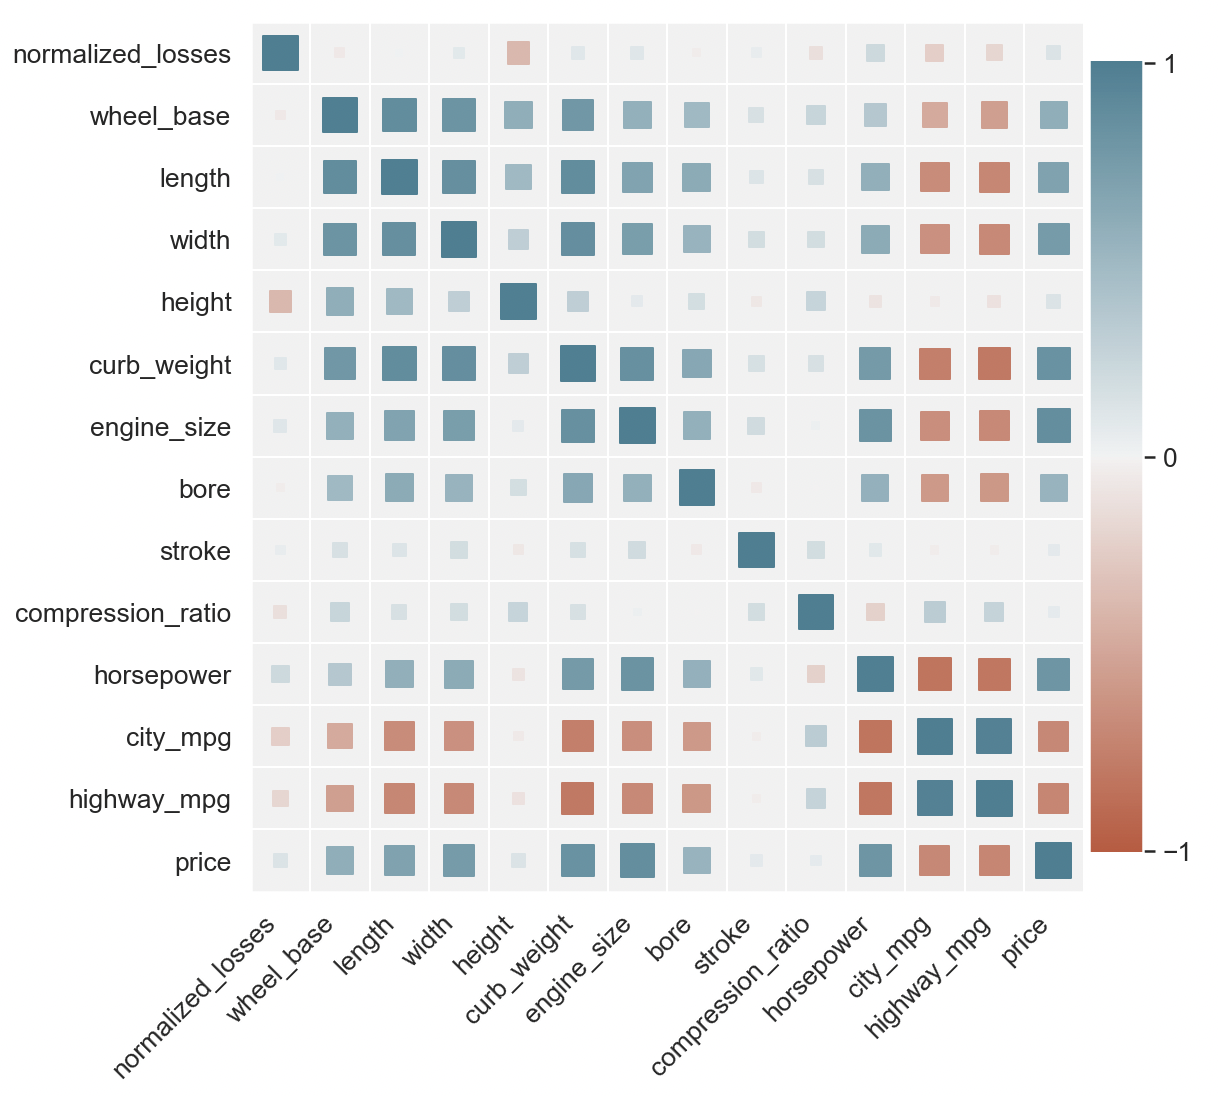 normalized_losses
wheel_base
length
width
height
curb_weight
engine_size
bore
stroke
compression_ratio
horsepower
city_mpg
highway_mpg
price
1
0
−1
normalized_losses
wheel_base
length
width
height
curb_weight
engine_size
bore
stroke
compression_ratio
horsepower
city_mpg
highway_mpg
price